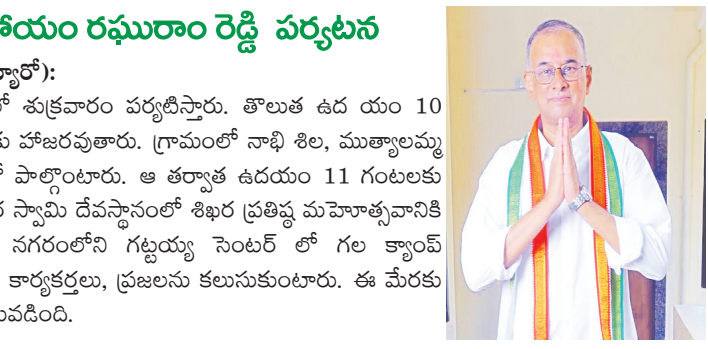 రఘురాం రెడ్డి పర్యటన
శుక్రవారం పర్యటిస్తారు. తొలుత ఉద యం 10
హాజరవుతారు. గ్రామంలో నాభి శిల, ముత్యాలమ్మ
పాల్గొంటారు. ఆ తర్వాత ఉదయం 11 గంటలకు
స్వామి దేవస్థానంలో శిఖర ప్రతిష్ఠ మహెూత్సవానికి
నగరంలోని గట్టయ్య సెంటర్ లో గల క్యాంప్
కార్యకర్తలు, ప్రజలను కలుసుకుంటారు. ఈ మేరకు